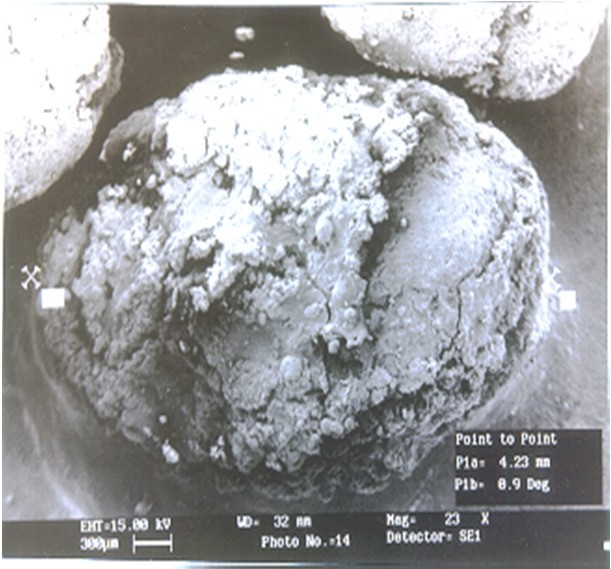 Point to Point
P1a= 4.23 mm
P1b= 0.9 Deg
EHT=15.00 kV WD= 32 mm Mag= 23 X
300µm Photo No.=14 Detector= SE1